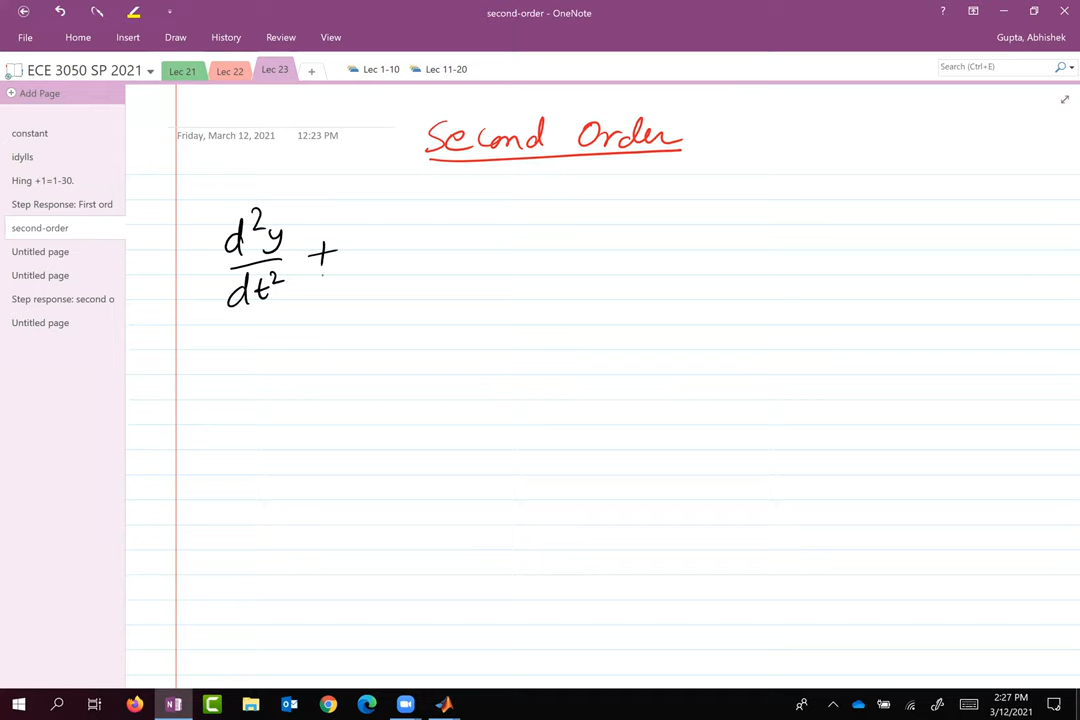 second-order - OneNote
Gupta, Abhishek
File Home Insert Draw History Review View
ECE 3050 SP 2021 Lec 21 Lec 22 Lec 23 + Lec 1-10 Lec 11-20
Search (Ctrl+E)
Add Page
constant
idylls
Hing +1=1-30.
Step Response: First ord
second-order
Untitled page
Untitled page
Step response: second o
Untitled page
Friday, March 12, 2021 12:23 PM
Second Order
d²y
+
dt²
2:27 PM
3/12/2021